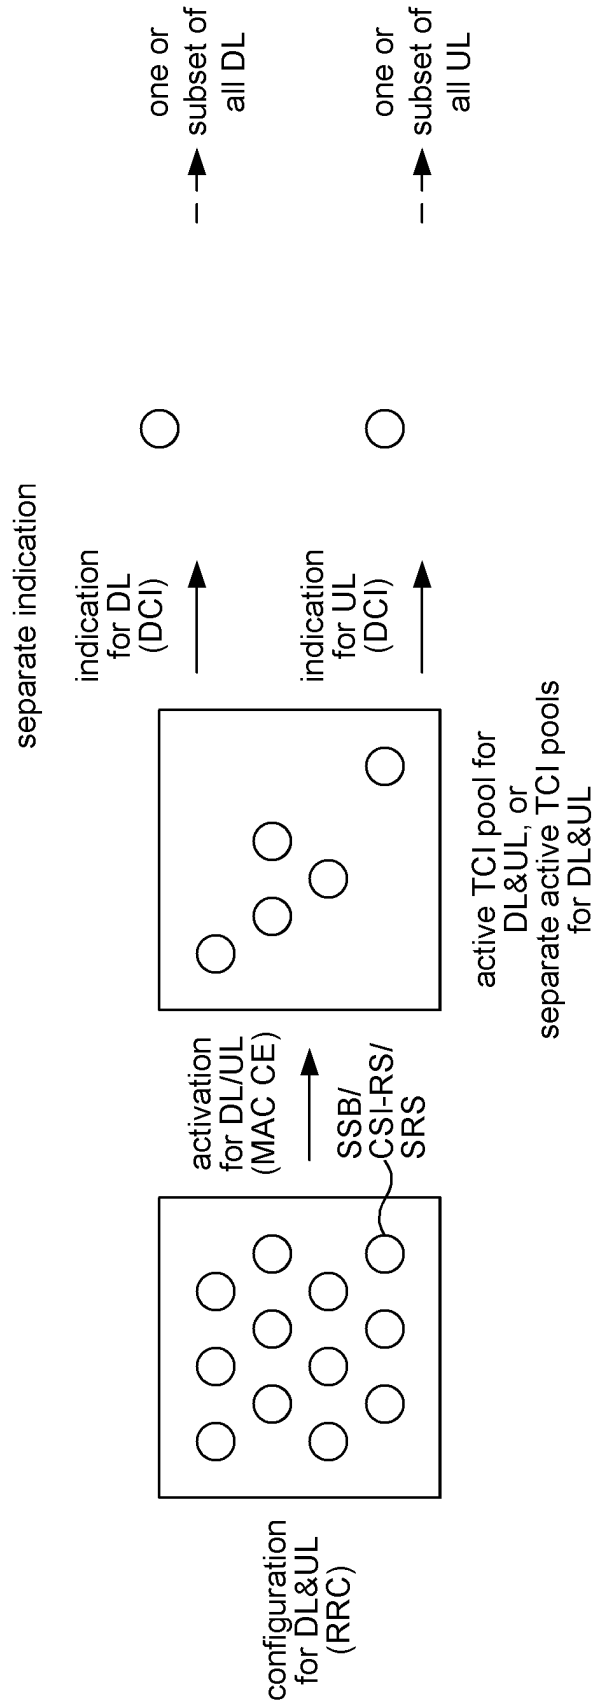 separate indication
configuration
for DL&UL
(RRC)
activation
for DL/UL
(MAC CE)
SSB/
CSI-RS/
SRS
active TCI pool for
DL&UL, or
separate active TCI pools
for DL&UL
indication
for DL
(DCI)
one or
subset of
all DL
indication
for UL
(DCI)
one or
subset of
all UL